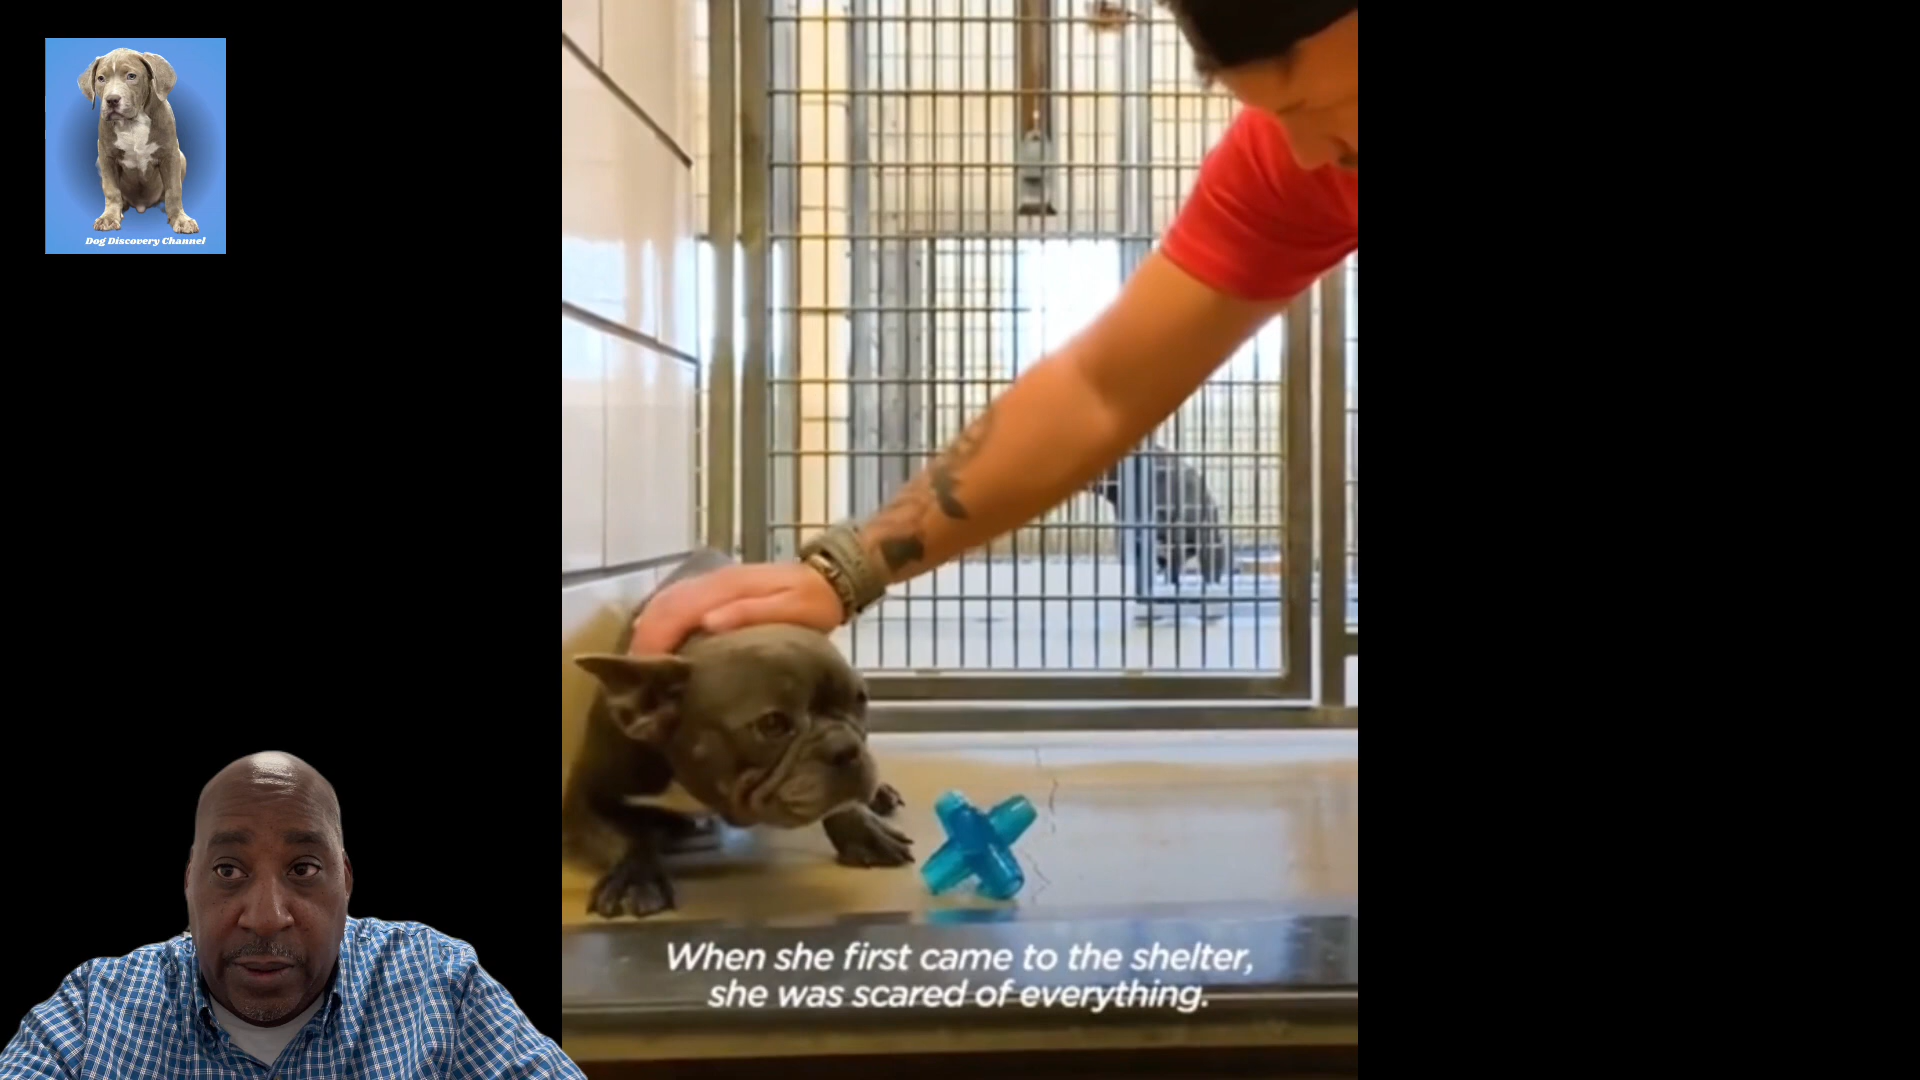 Dog Discovery Channel
When she first came to the shelter,
she was scared of everything.